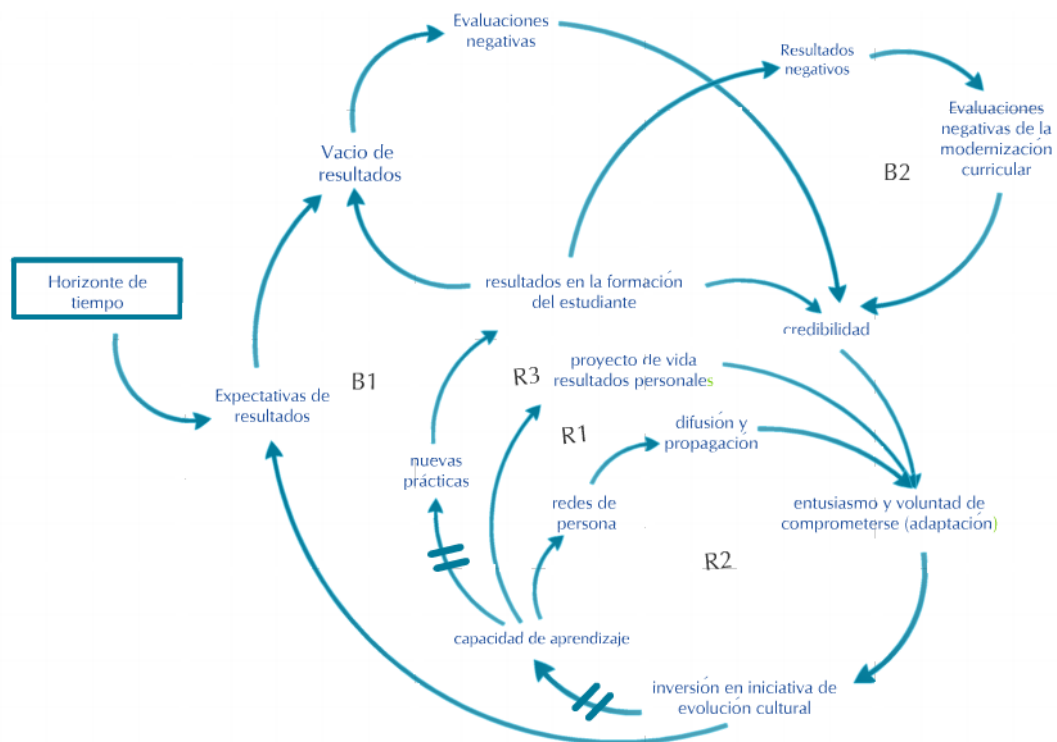 Evaluaciones
negativas
Resultados
negativos
Evaluaciones
negativas de la
modernización
curricular
Vacio de
resultados
B2
Horizonte de
tiempo
resultados en la formación
del estudiante
credibilidad
Expectativas de
resultados
B1
R3
proyecto de vida
resultados personales
R1
difusión y
propagación
nuevas
prácticas
redes de
persona
entusiasmo y voluntad de
comprometerse (adaptación)
R2
capacidad de aprendizaje
inversión en iniciativa de
evolución cultural